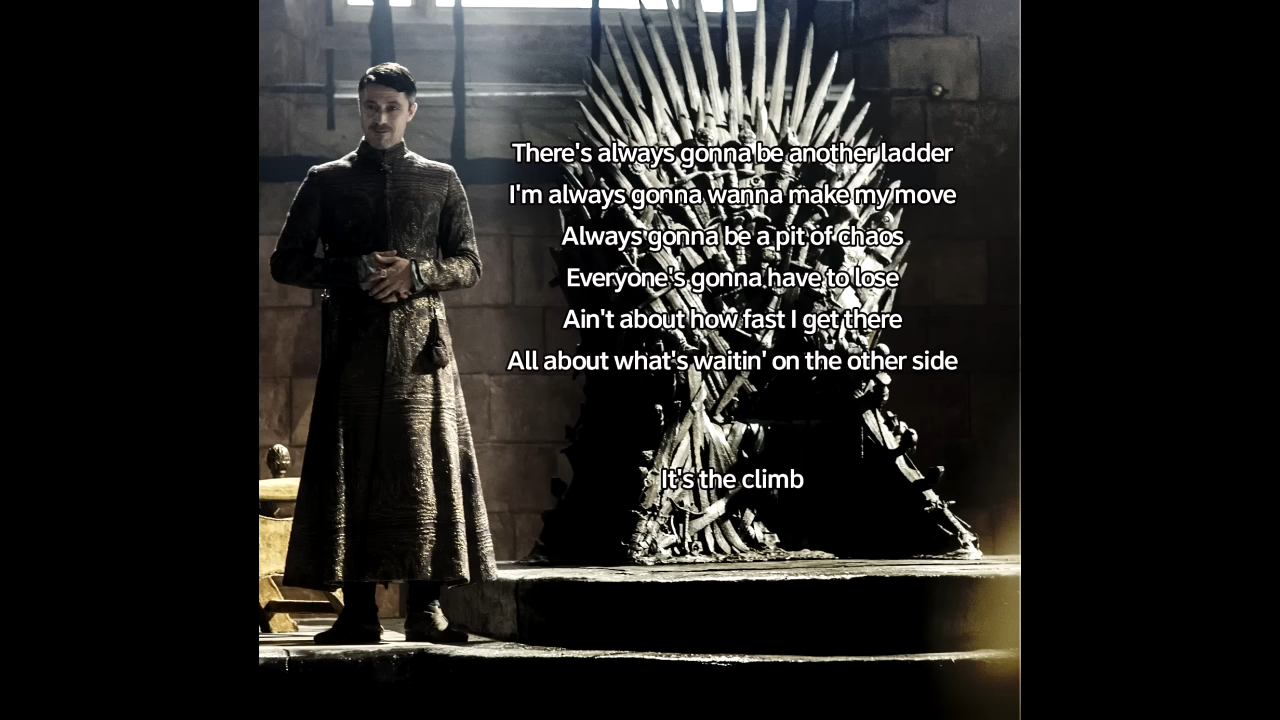 There's always gonna be another ladder
I'm always gonna wanna make my move
Always gonna be a pit of chaos
Everyone's gonna have to lose
Ain't about how fast I get there
All about what's waitin' on the other side
It's the climb